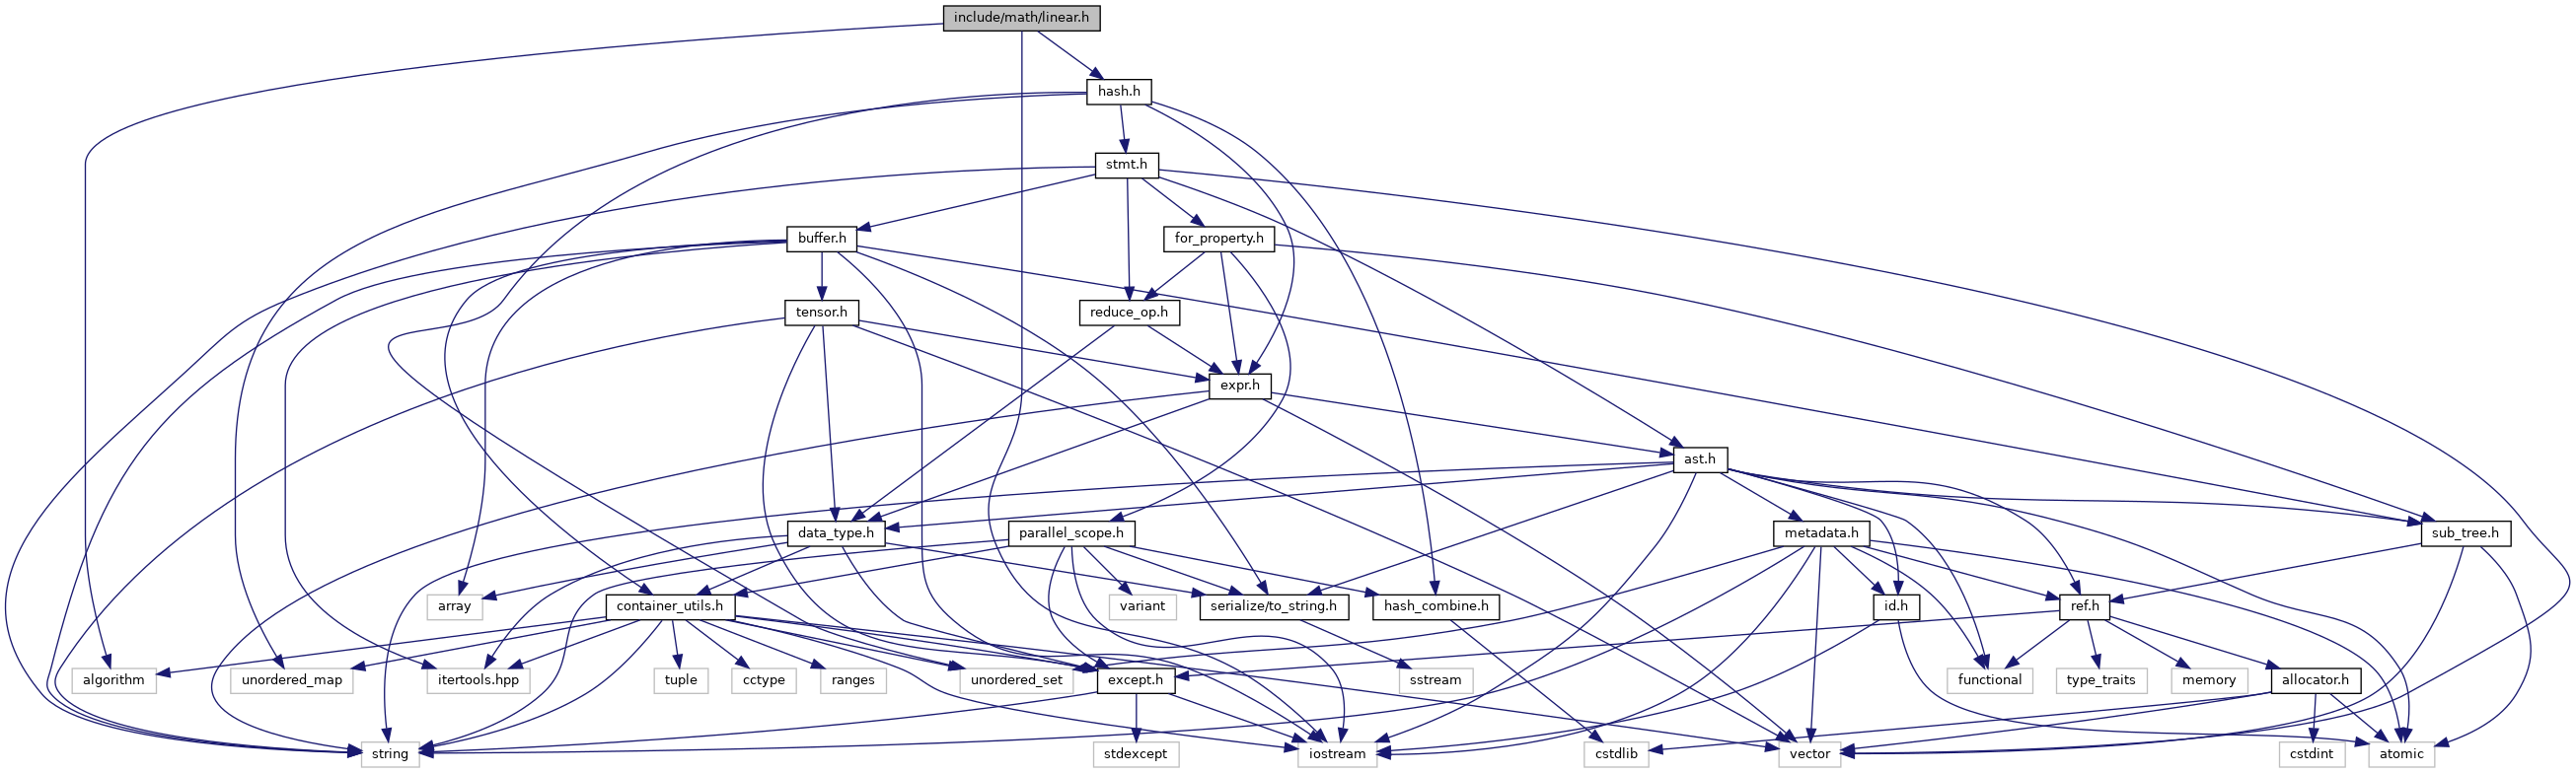 include/math/linear.h
hash.h
stmt.h
buffer.h
for_property.h
tensor.h
reduce_op.h
expr.h
ast.h
data_type.h
parallel_scope.h
metadata.h
sub_tree.h
array
container_utils.h
variant
serialize/to_string.h
hash_combine.h
id.h
ref.h
algorithm
unordered_map
itertools.hpp
tuple
cctype
ranges
unordered_set
except.h
sstream
functional
type_traits
memory
allocator.h
string
stdexcept
iostream
cstdlib
vector
cstdint
atomic